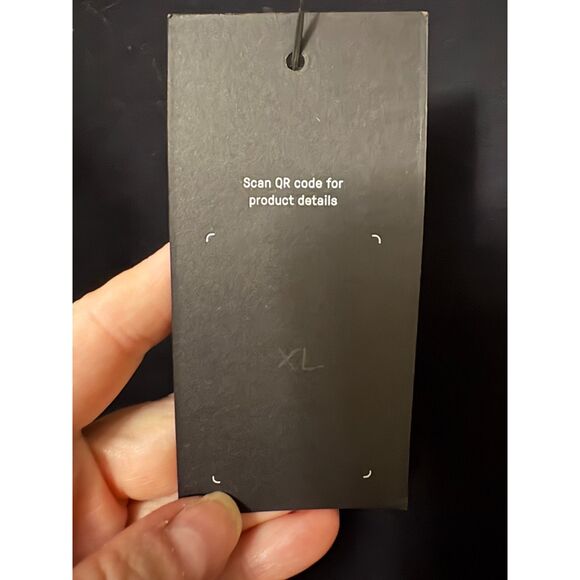 Scan QR code for
product details
XL